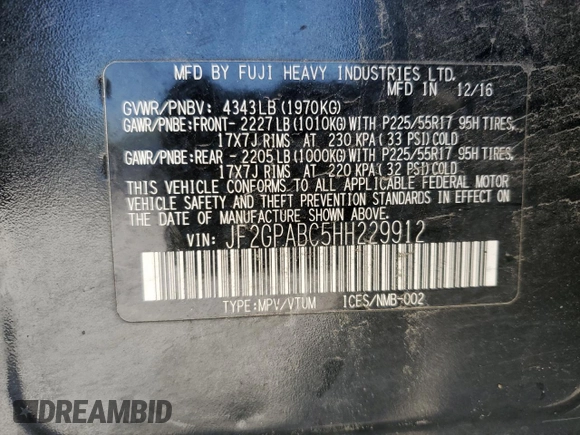 MFD BY FUJI HEAVY INDUSTRIES LTD.
MFD IN 12/16
GVWR/PNBV: 4343LB(1970KG)
GAWR/PNBE:FRONT-2227LB(1010KG)WITH P225/55R17 95H TIRES,
17X7J RIMS AT 230 KPA(33 PSI)COLD
GAWR/PNBE:REAR -2205LB(1000KG)WITH P225/55R17 95H TIRES,
17X7J RIMS AT 220 KPA(32 PSI)COLD
THIS VEHICLE CONFORMS TO ALL APPLICABLE FEDERAL MOTOR
VEHICLE SAFETY AND THEFT PREVENTION STANDARDS IN EFFECT ON
THE DATE OF MANUFACTURE SHOWN ABOVE.
VIN: JF2GPABC5HH229912
TYPE:MPV/VTUM ICES/NMB-002
DREAMBID